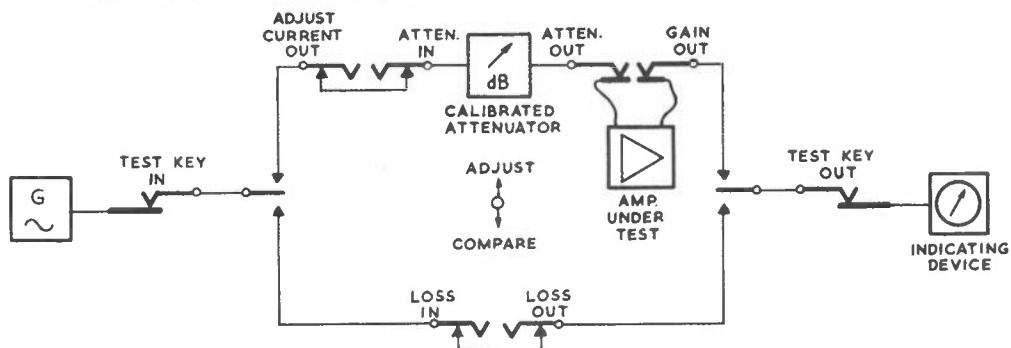 ADJUST
CURRENT
OUT
ATTEN.
IN
dB
CALIBRATED
ATTENUATOR
ATTEN.
OUT
GAIN
OUT
G
TEST KEY
IN
ADJUST
COMPARE
AMP.
UNDER
TEST
TEST KEY
OUT
INDICATING
DEVICE
LOSS
IN
LOSS
OUT